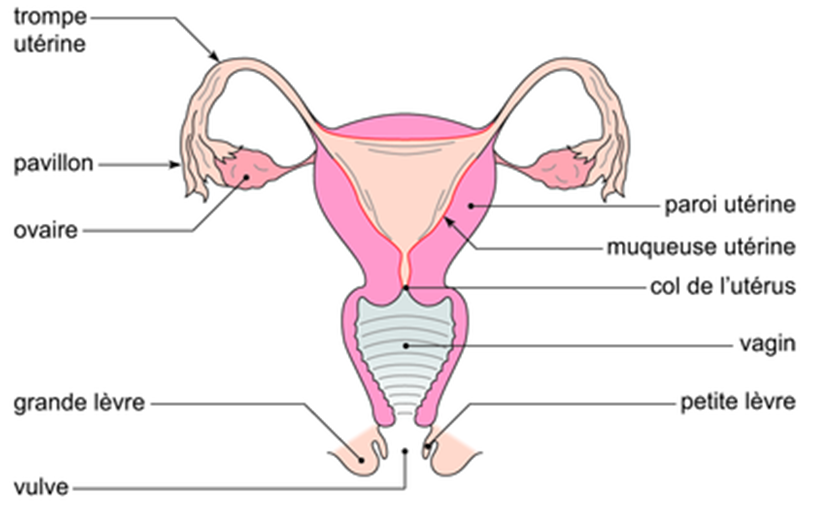 trompe
utérine
pavillon
ovaire
paroi utérine
muqueuse utérine
col de l'utérus
vagin
grande lèvre
petite lèvre
vulve